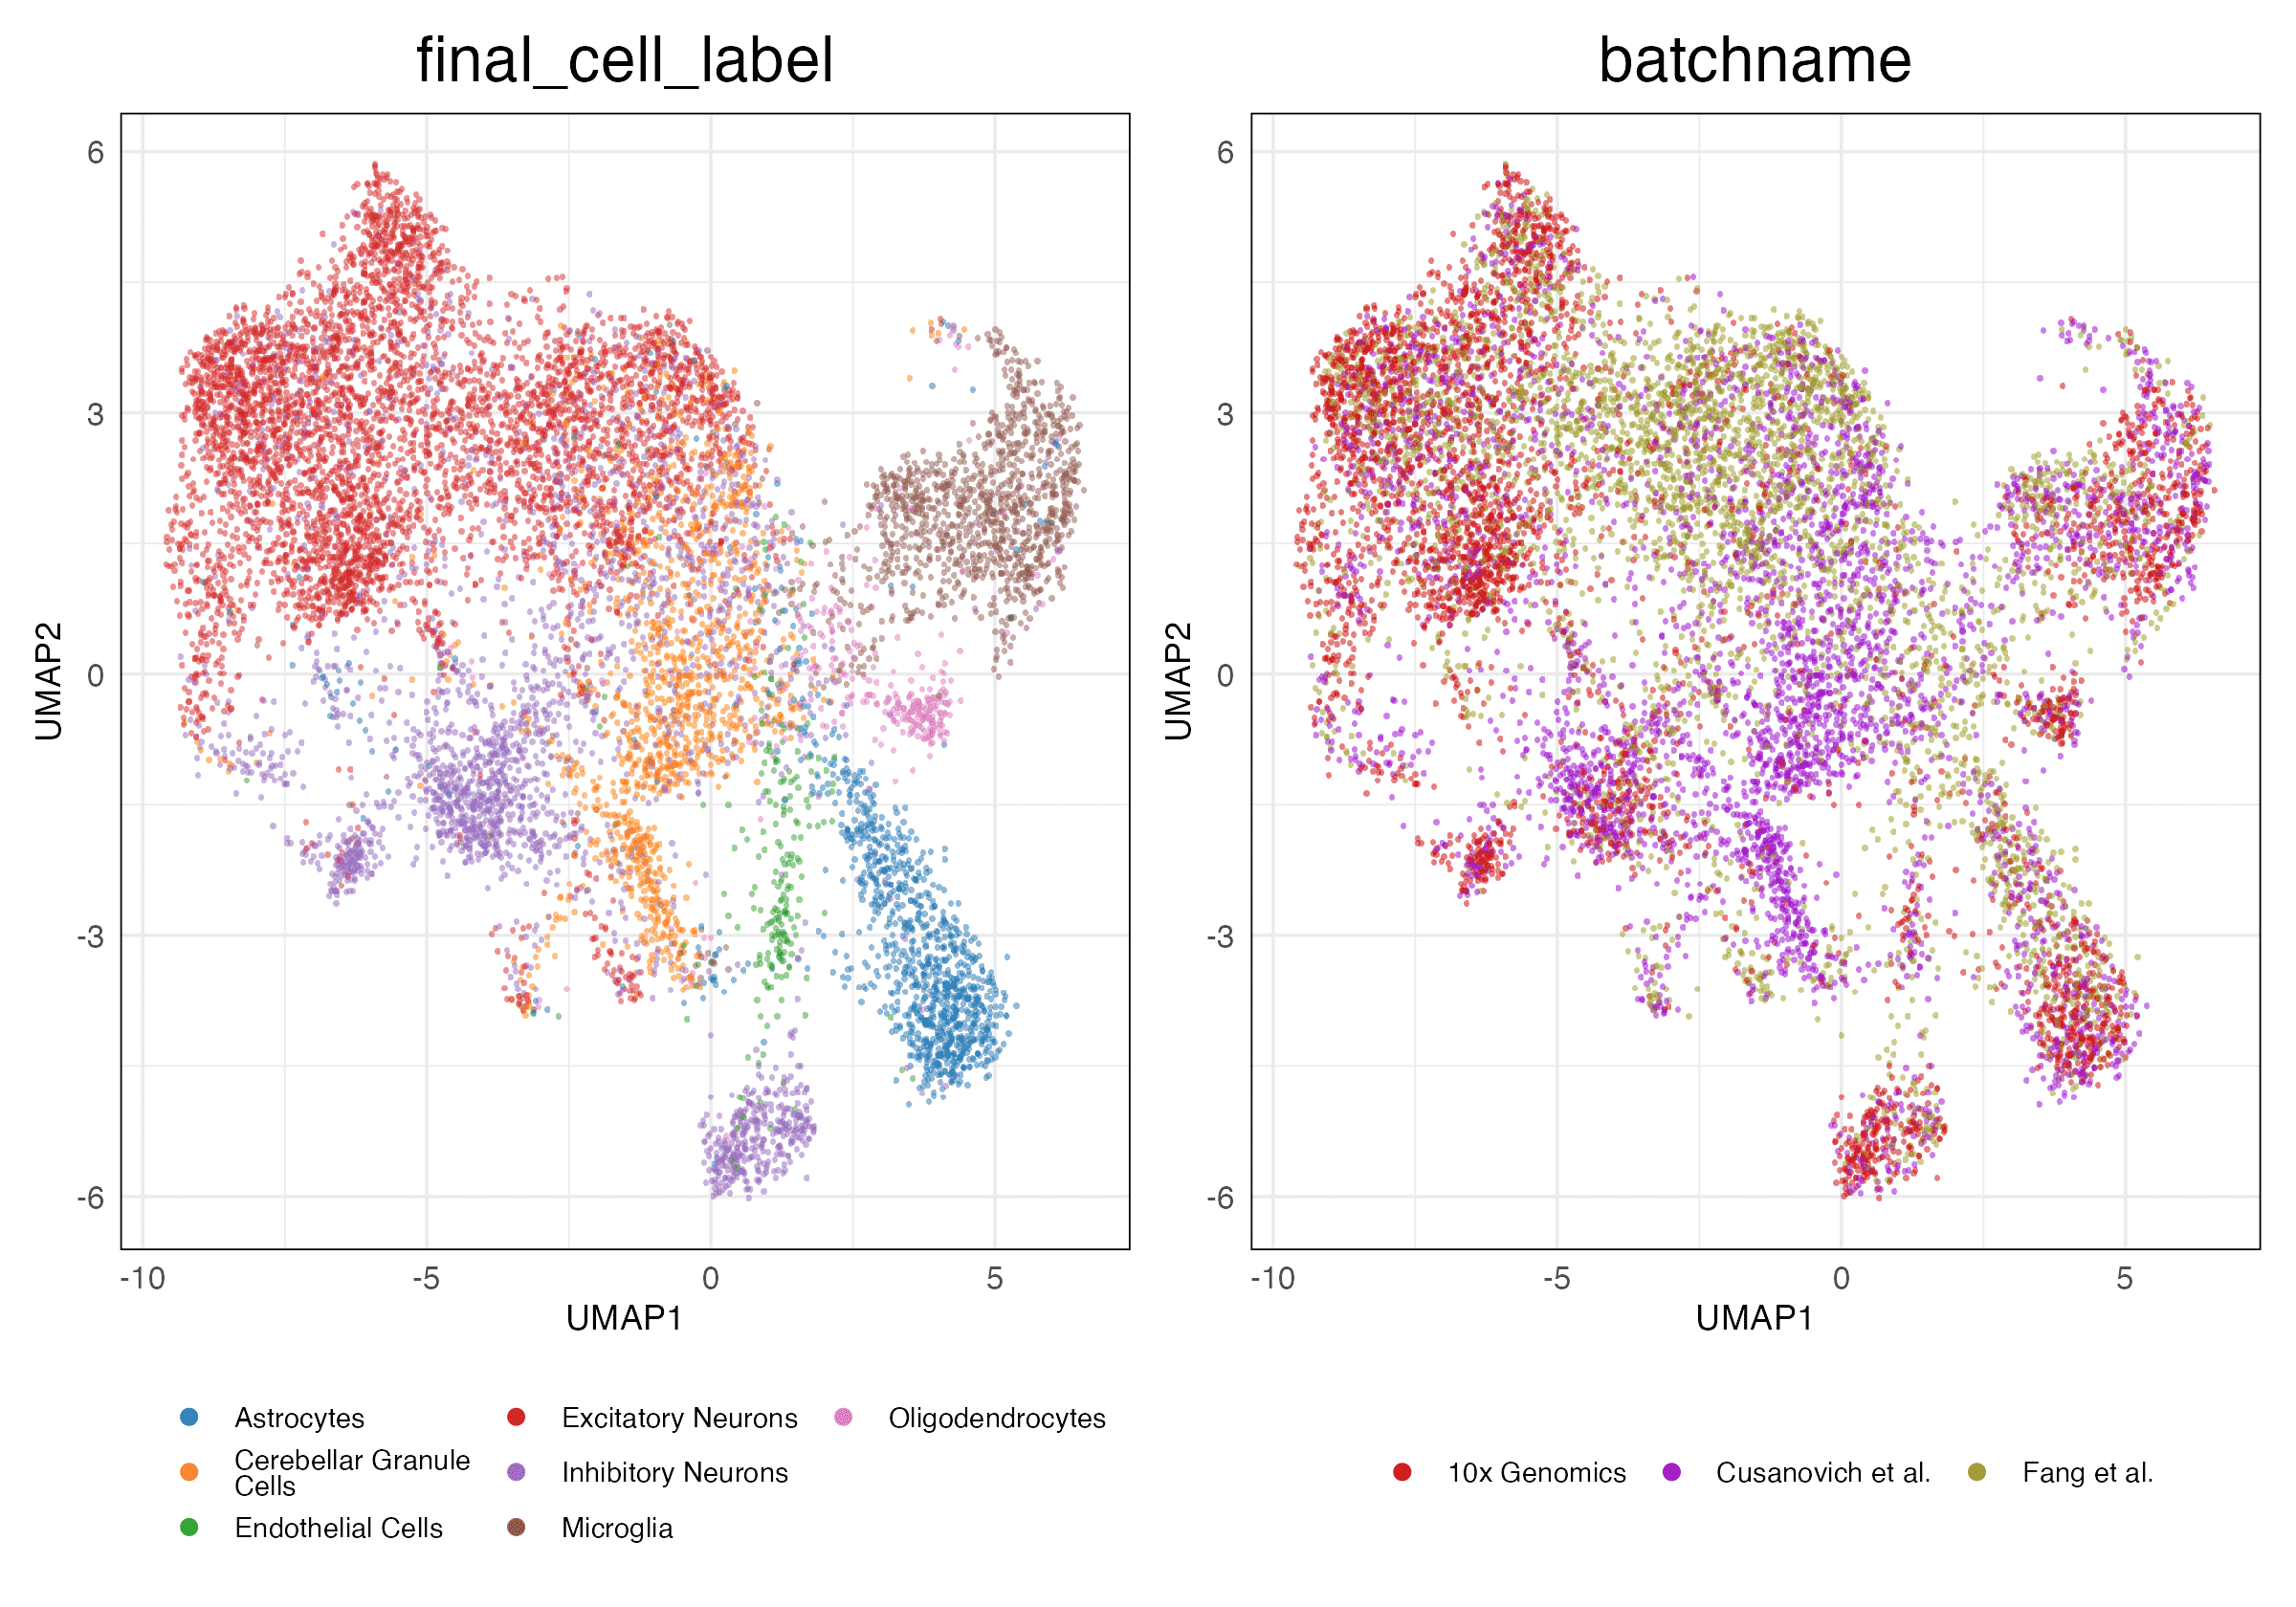 final_cell_label
batchname
6
3
0
-3
-6
UMAP2
-10
-5
0
5
UMAP1
6
3
0
-3
-6
UMAP2
-10
-5
0
5
UMAP1
Astrocytes
Excitatory Neurons
Oligodendrocytes
Cerebellar Granule
Cells
Inhibitory Neurons
Endothelial Cells
Microglia
10x Genomics
Cusanovich et al.
Fang et al.